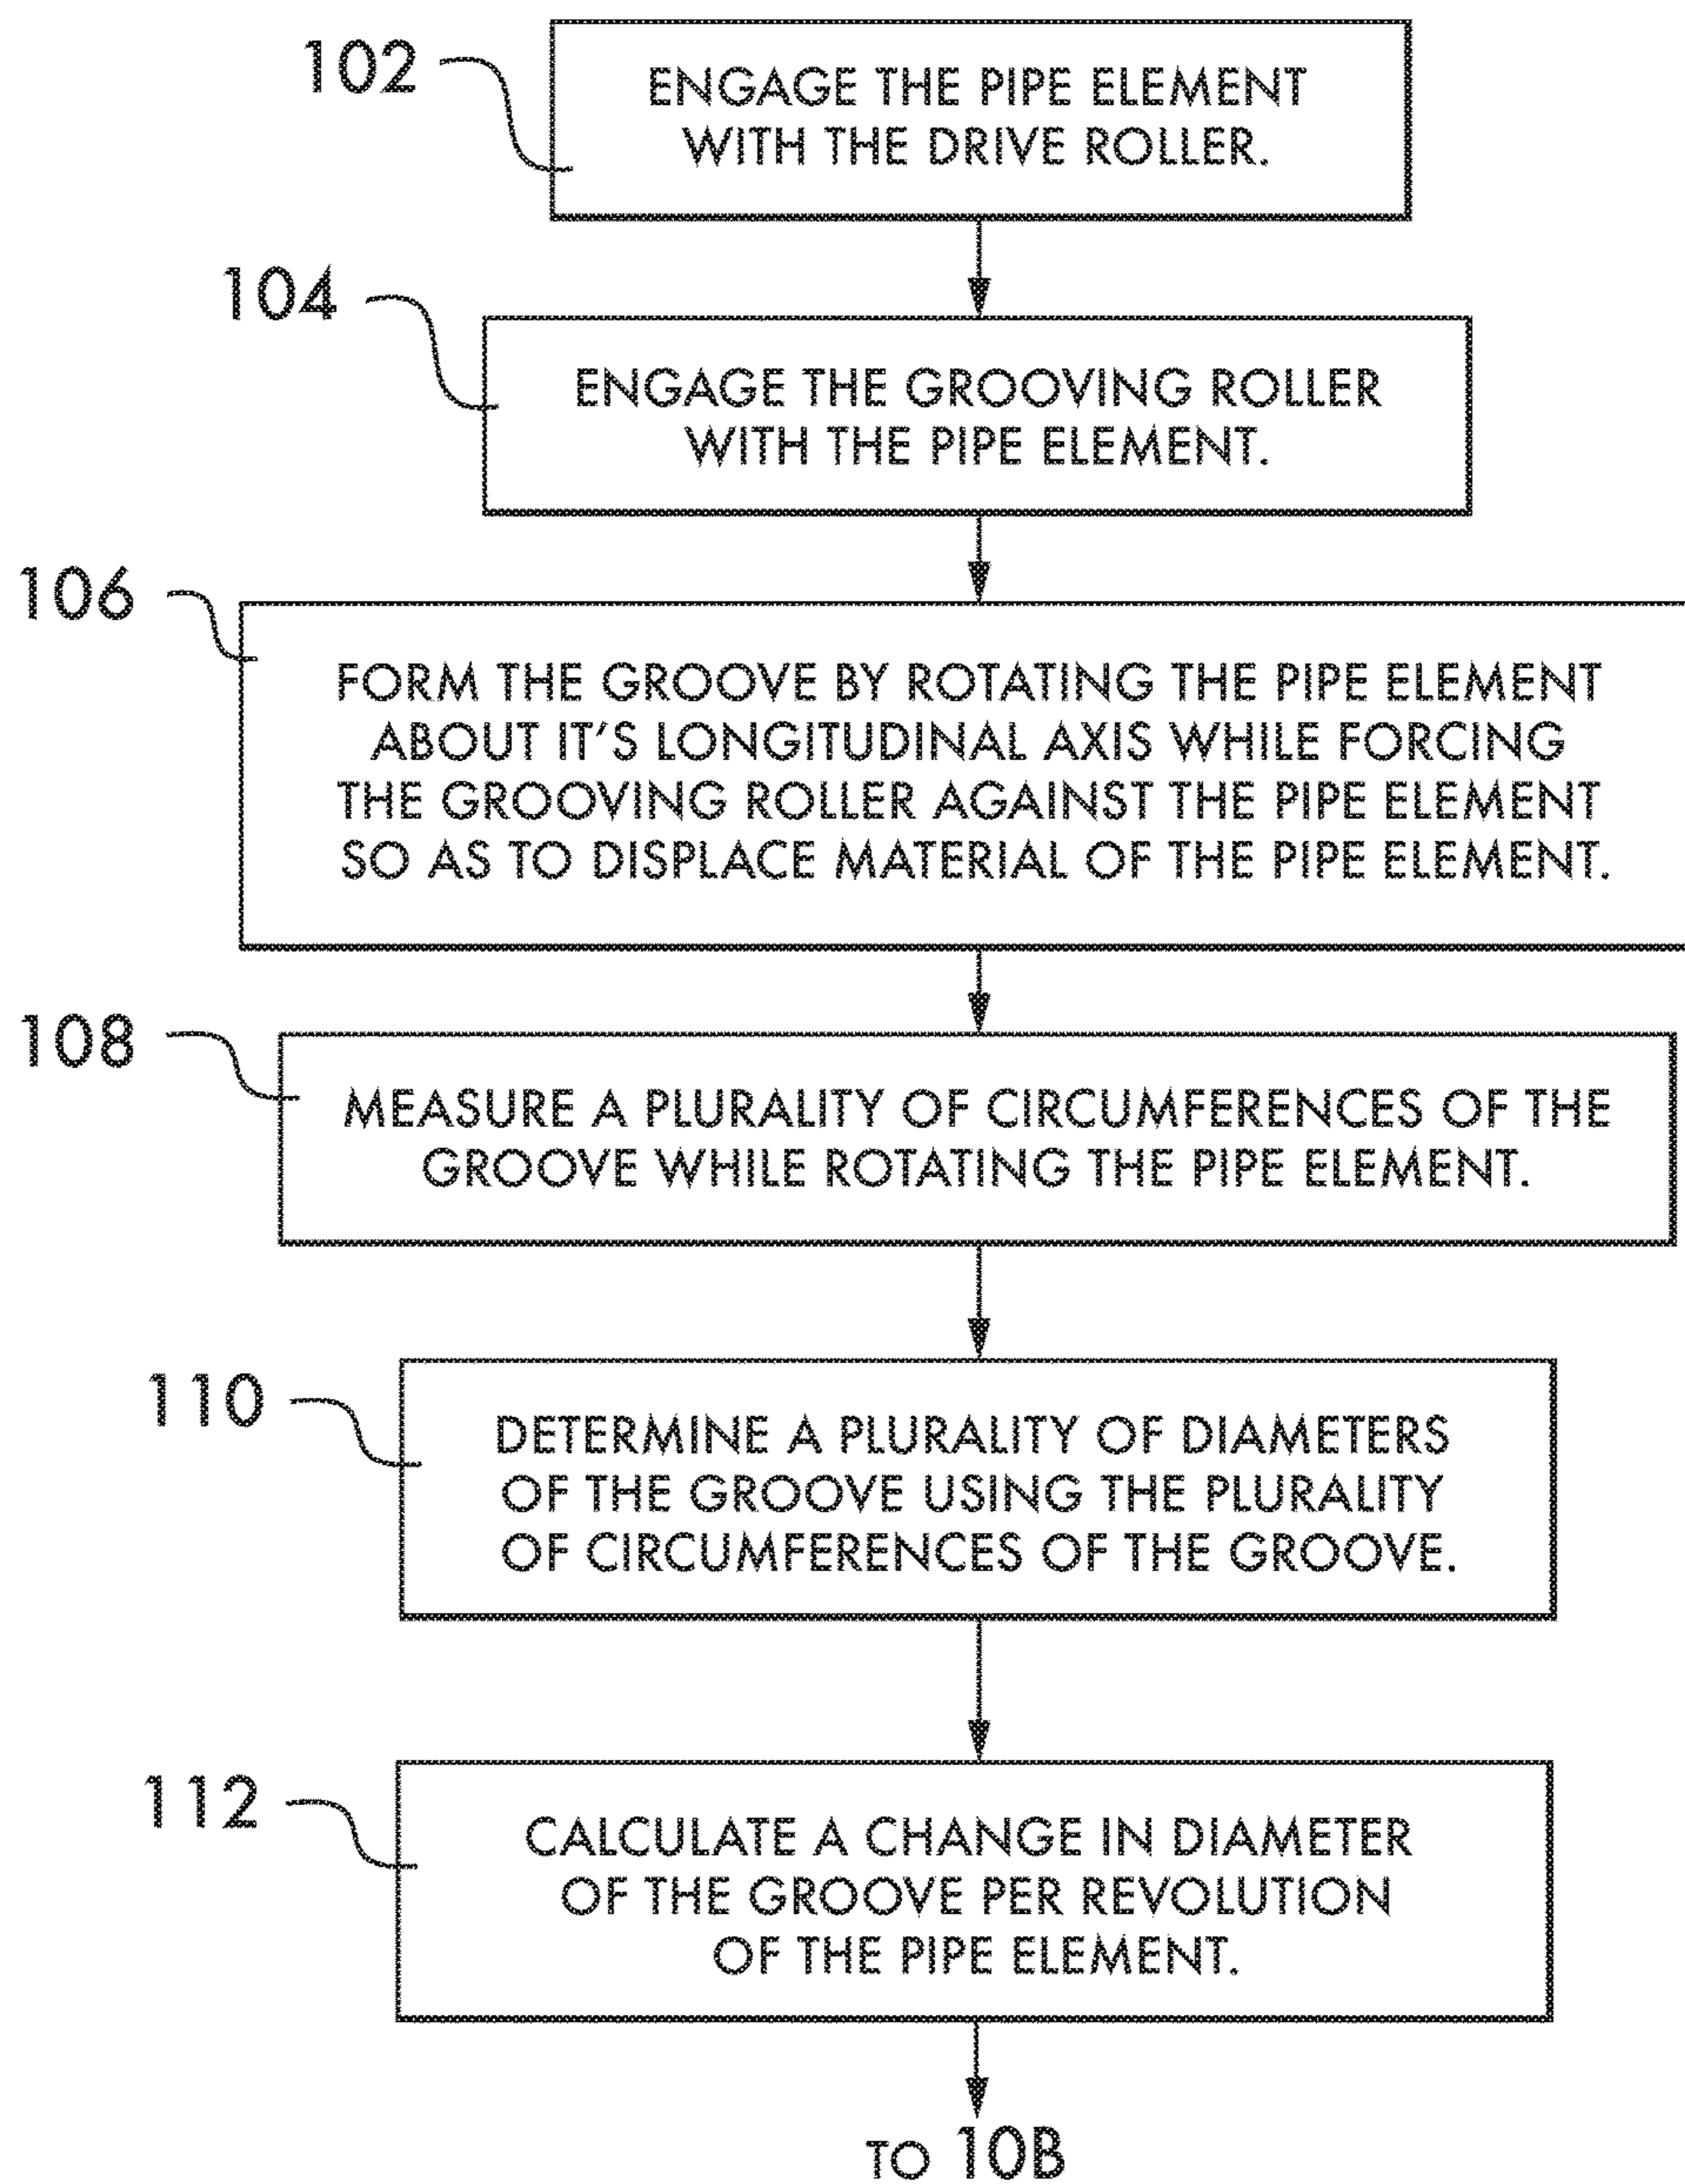 102
ENGAGE THE PIPE ELEMENT
WITH THE DRIVE ROLLER.
104
ENGAGE THE GROOVING ROLLER
WITH THE PIPE ELEMENT.
106
FORM THE GROOVE BY ROTATING THE PIPE ELEMENT
ABOUT IT'S LONGITUDINAL AXIS WHILE FORCING
THE GROOVING ROLLER AGAINST THE PIPE ELEMENT
SO AS TO DISPLACE MATERIAL OF THE PIPE ELEMENT.
108
MEASURE A PLURALITY OF CIRCUMFERENCES OF THE
GROOVE WHILE ROTATING THE PIPE ELEMENT.
110
DETERMINE A PLURALITY OF DIAMETERS
OF THE GROOVE USING THE PLURALITY
OF CIRCUMFERENCES OF THE GROOVE.
112
CALCULATE A CHANGE IN DIAMETER
OF THE GROOVE PER REVOLUTION
OF THE PIPE ELEMENT.
TO 10B